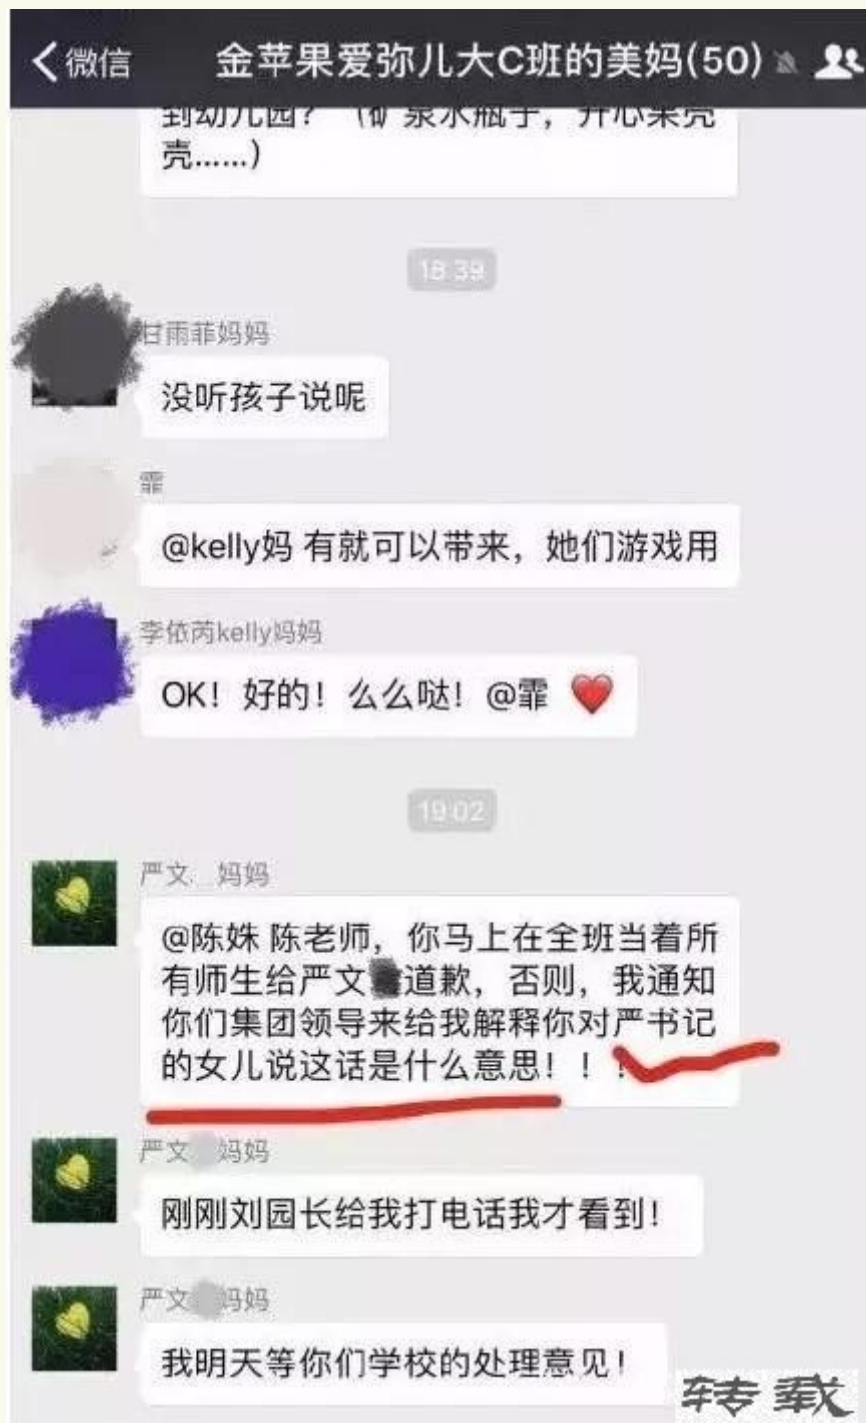 微信
金苹果爱弥儿大C班的美妈(50)
到幼儿园？（矿泉水瓶子，开心果壳
壳……)
18:39
甘雨菲妈妈
没听孩子说呢
霏
@kelly妈 有就可以带来，她们游戏用
李依芮kelly妈妈
OK！好的！么么哒！@霏
19:02
严文 妈妈
@陈姝 陈老师，你马上在全班当着所
有师生给严文 道歉，否则，我通知
你们集团领导来给我解释你对严书记
的女儿说这话是什么意思！！！
严文 妈妈
刚刚刘园长给我打电话我才看到！
严文 妈妈
我明天等你们学校的处理意见！
转载